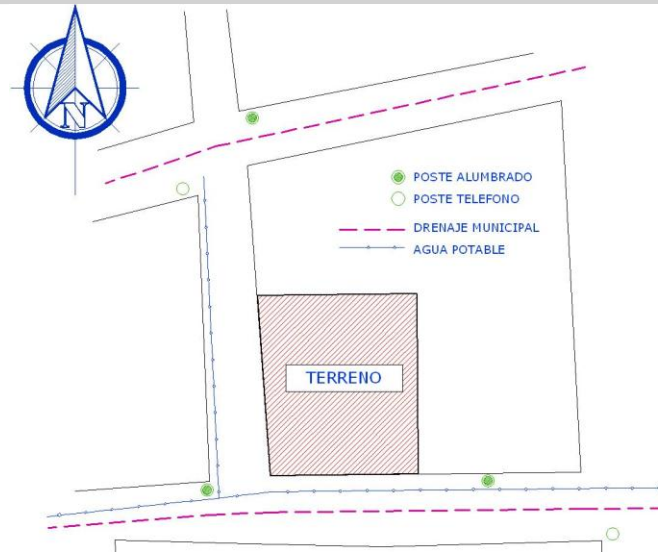 N
POSTE ALUMBRADO
POSTE TELEFONO
DRENAJE MUNICIPAL
AGUA POTABLE
TERRENO